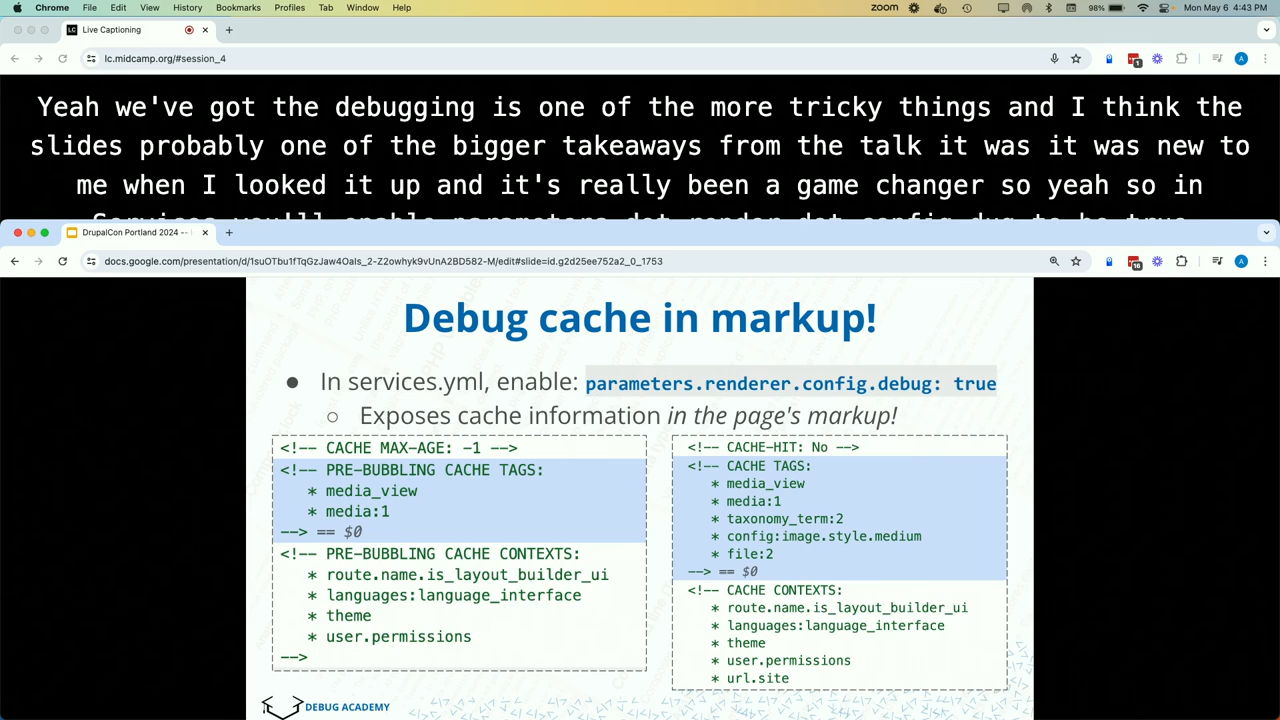 Chrome File Edit View History Bookmarks Profiles Tab Window Help zoom 98% Mon May 6 4:43 PM
LC Live Captioning
lc.midcamp.org/#session_4 1 A
Yeah we've got the debugging is one of the more tricky things and I think the
slides probably one of the bigger takeaways from the talk it was it was new to
me when I looked it up and it's really been a game changer so yeah so in
DrupalCon Portland 2024 --
docs.google.com/presentation/d/1suOTbu1fTqGzJaw4Oals_2-Z2owhyk9vUnA2BD582-M/edit#slide=id.g2d25ee752a2_0_1753 16 A
Debug cache in markup!
● In services.yml, enable: parameters.renderer.config.debug: true
○ Exposes cache information in the page's markup!
<!-- CACHE MAX-AGE: -1 -->
<!-- PRE-BUBBLING CACHE TAGS:
* media_view
* media:1
--> == $0
<!-- PRE-BUBBLING CACHE CONTEXTS:
* route.name.is_layout_builder_ui
* languages:language_interface
* theme
* user.permissions
-->
<!-- CACHE-HIT: No -->
<!-- CACHE TAGS:
* media_view
* media:1
* taxonomy_term:2
* config:image.style.medium
* file:2
--> == $0
<!-- CACHE CONTEXTS:
* route.name.is_layout_builder_ui
* languages:language_interface
* theme
* user.permissions
* url.site
DEBUG ACADEMY